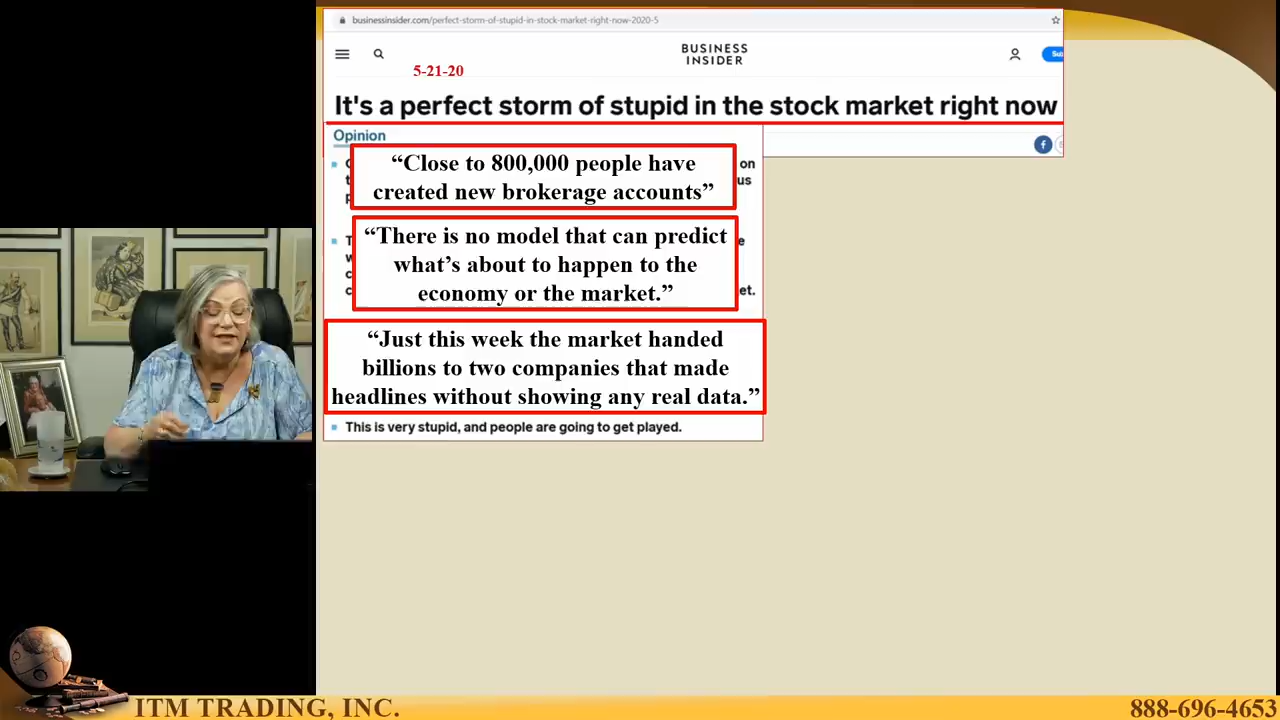 businessinsider.com/perfect-storm-of-stupid-in-stock-market-right-now-2020-5
BUSINESS
INSIDER
5-21-20
It's a perfect storm of stupid in the stock market right now
Opinion
on
us
“Close to 800,000 people have
created new brokerage accounts”
“There is no model that can predict
what’s about to happen to the
economy or the market.”
et.
“Just this week the market handed
billions to two companies that made
headlines without showing any real data.”
This is very stupid, and people are going to get played.
ITM TRADING, INC.
888-696-4653